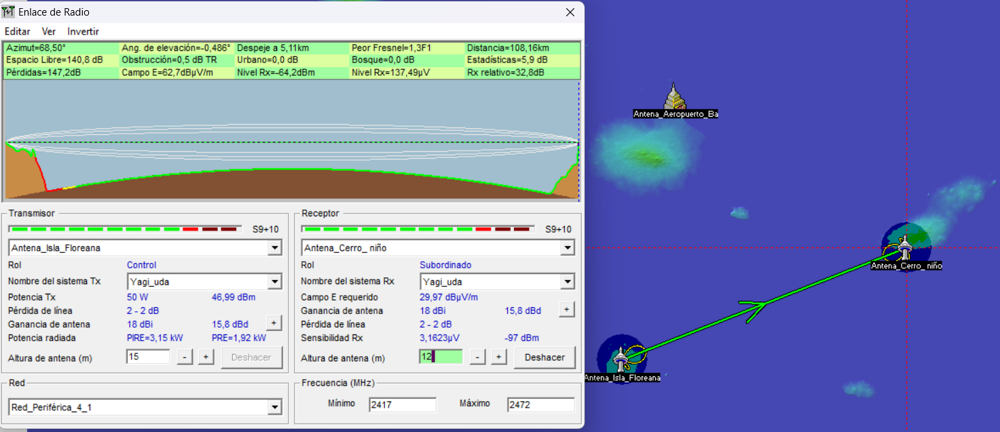 Enlace de Radio
Editar Ver Invertir
Azimut=68,50° Ang. de elevación=-0,486° Despeje a 5,11km Peor Fresnel=1,3F1 Distancia=108,16km
Espacio Libre=140,8 dB Obstrucción=0,5 dB TR Urbano=0,0 dB Bosque=0,0 dB Estadísticas=5,9 dB
Pérdidas=147,2dB Campo E=62,7dBµV/m Nivel Rx=-64,2dBm Nivel Rx=137,49µV Rx relativo=32,8dB
Transmisor
S9+10
Antena_Isla_Floreana
Rol Control
Nombre del sistema Tx Yagi_uda
Potencia Tx 50 W 46,99 dBm
Pérdida de línea 2 - 2 dB
Ganancia de antena 18 dBi 15,8 dBd +
Potencia radiada PIRE=3,15 kW PRE=1,92 kW
Altura de antena (m) 15 - + Deshacer
Red
Red_Periférica_4_1
Receptor
S9+10
Antena_Cerro_ niño
Rol Subordinado
Nombre del sistema Rx Yagi_uda
Campo E requerido 29,97 dBµV/m
Ganancia de antena 18 dBi 15,8 dBd +
Pérdida de línea 2 - 2 dB
Sensibilidad Rx 3,1623µV -97 dBm
Altura de antena (m) 12 - + Deshacer
Frecuencia (MHz)
Mínimo 2417 Máximo 2472
Antena_Aeropuerto_Ba
Antena_Cerro_ niño
Antena_Isla_Floreana